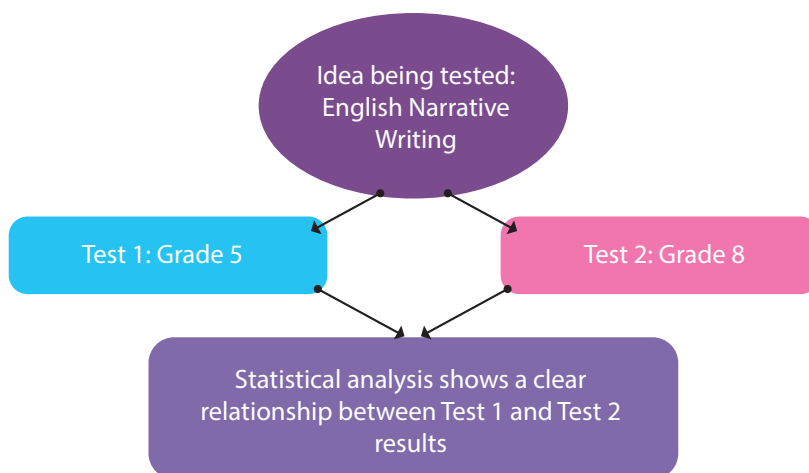 Idea being tested:
English Narrative
Writing
Test 1: Grade 5
Test 2: Grade 8
Statistical analysis shows a clear
relationship between Test 1 and Test 2
results